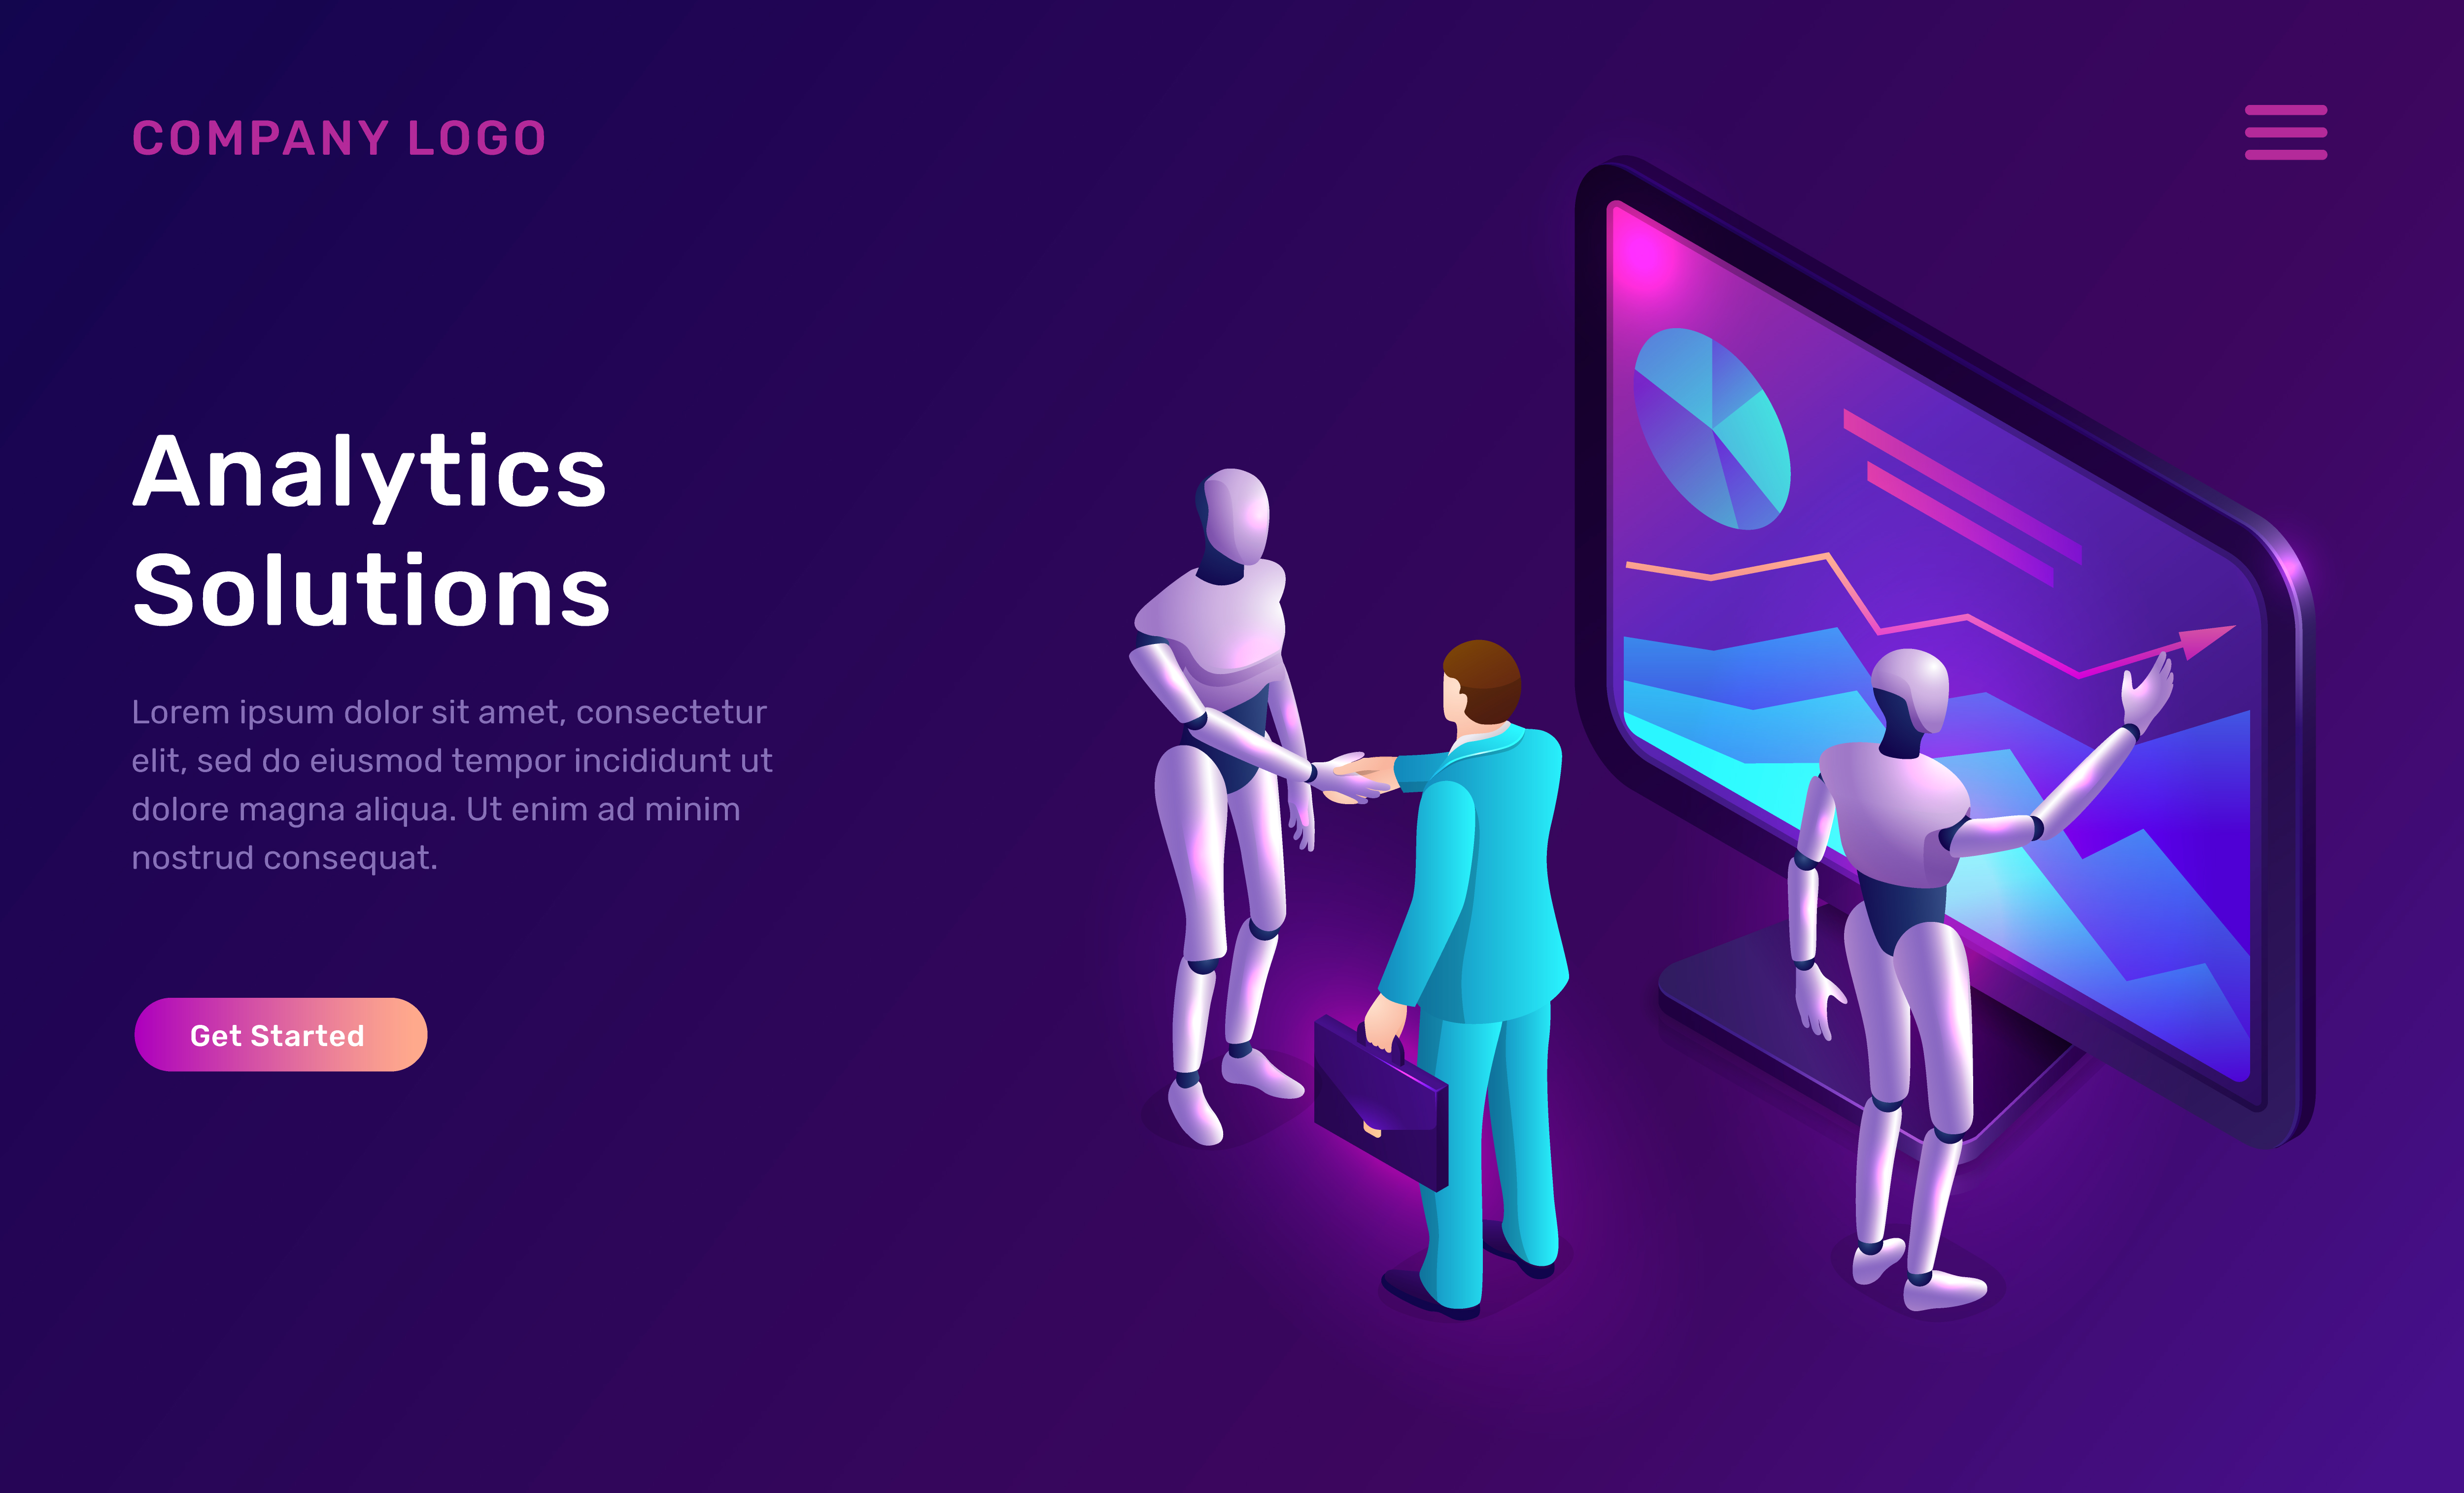 COMPANY LOGO
Analytics
Solutions
Lorem ipsum dolor sit amet, consectetur
elit, sed do eiusmod tempor incididunt ut
dolore magna aliqua. Ut enim ad minim
nostrud consequat.
Get Started